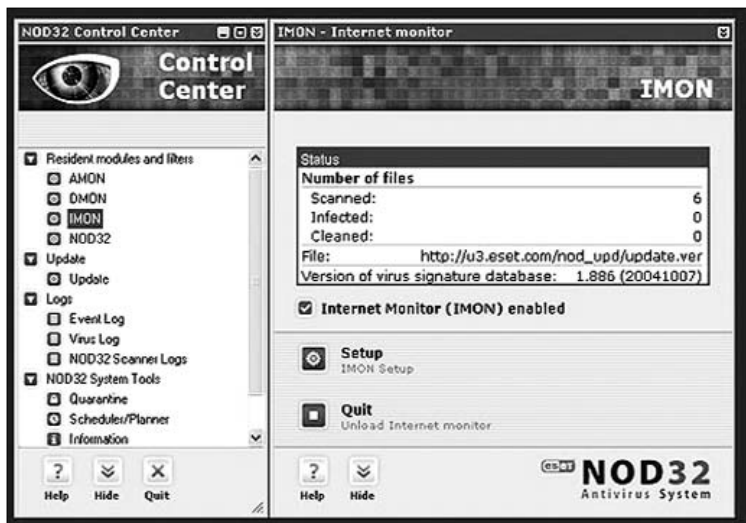 NOD32 Control Center
Control
Center
Resident modules and filters
AMON
DMON
IMON
NOD32
Update
Update
Logs
Event Log
Virus Log
NOD32 Scanner Logs
NOD32 System Tools
Quarantine
Scheduler/Planner
Information
? Help
Hide
Quit
IMON - Internet monitor
IMON
Status
Number of files
Scanned: 6
Infected: 0
Cleaned: 0
File: http://u3.eset.com/nod_upd/update.ver
Version of virus signature database: 1.886 (20041007)
Internet Monitor (IMON) enabled
Setup
IMON Setup
Quit
Unload Internet monitor
? Help
Hide
eset NOD32
Antivirus System